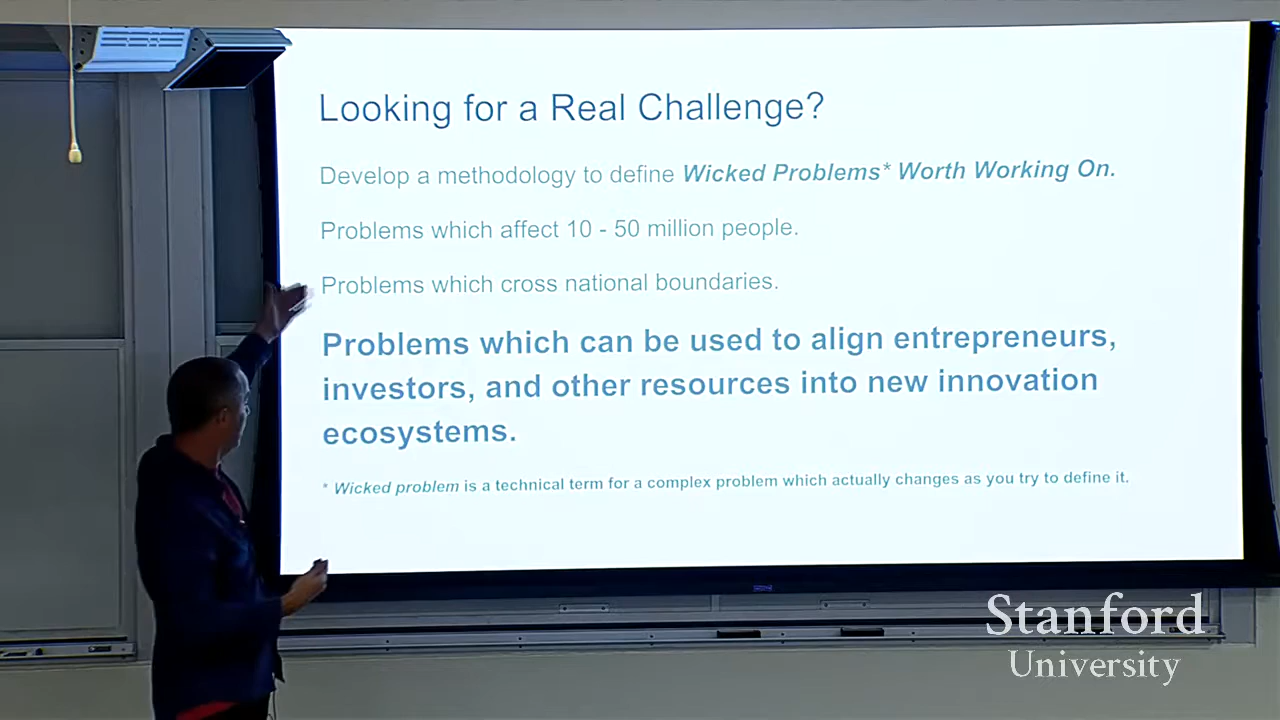 Looking for a Real Challenge?
Develop a methodology to define Wicked Problems* Worth Working On.
Problems which affect 10 - 50 million people.
Problems which cross national boundaries.
Problems which can be used to align entrepreneurs,
investors, and other resources into new innovation
ecosystems.
* Wicked problem is a technical term for a complex problem which actually changes as you try to define it.
Stanford
University